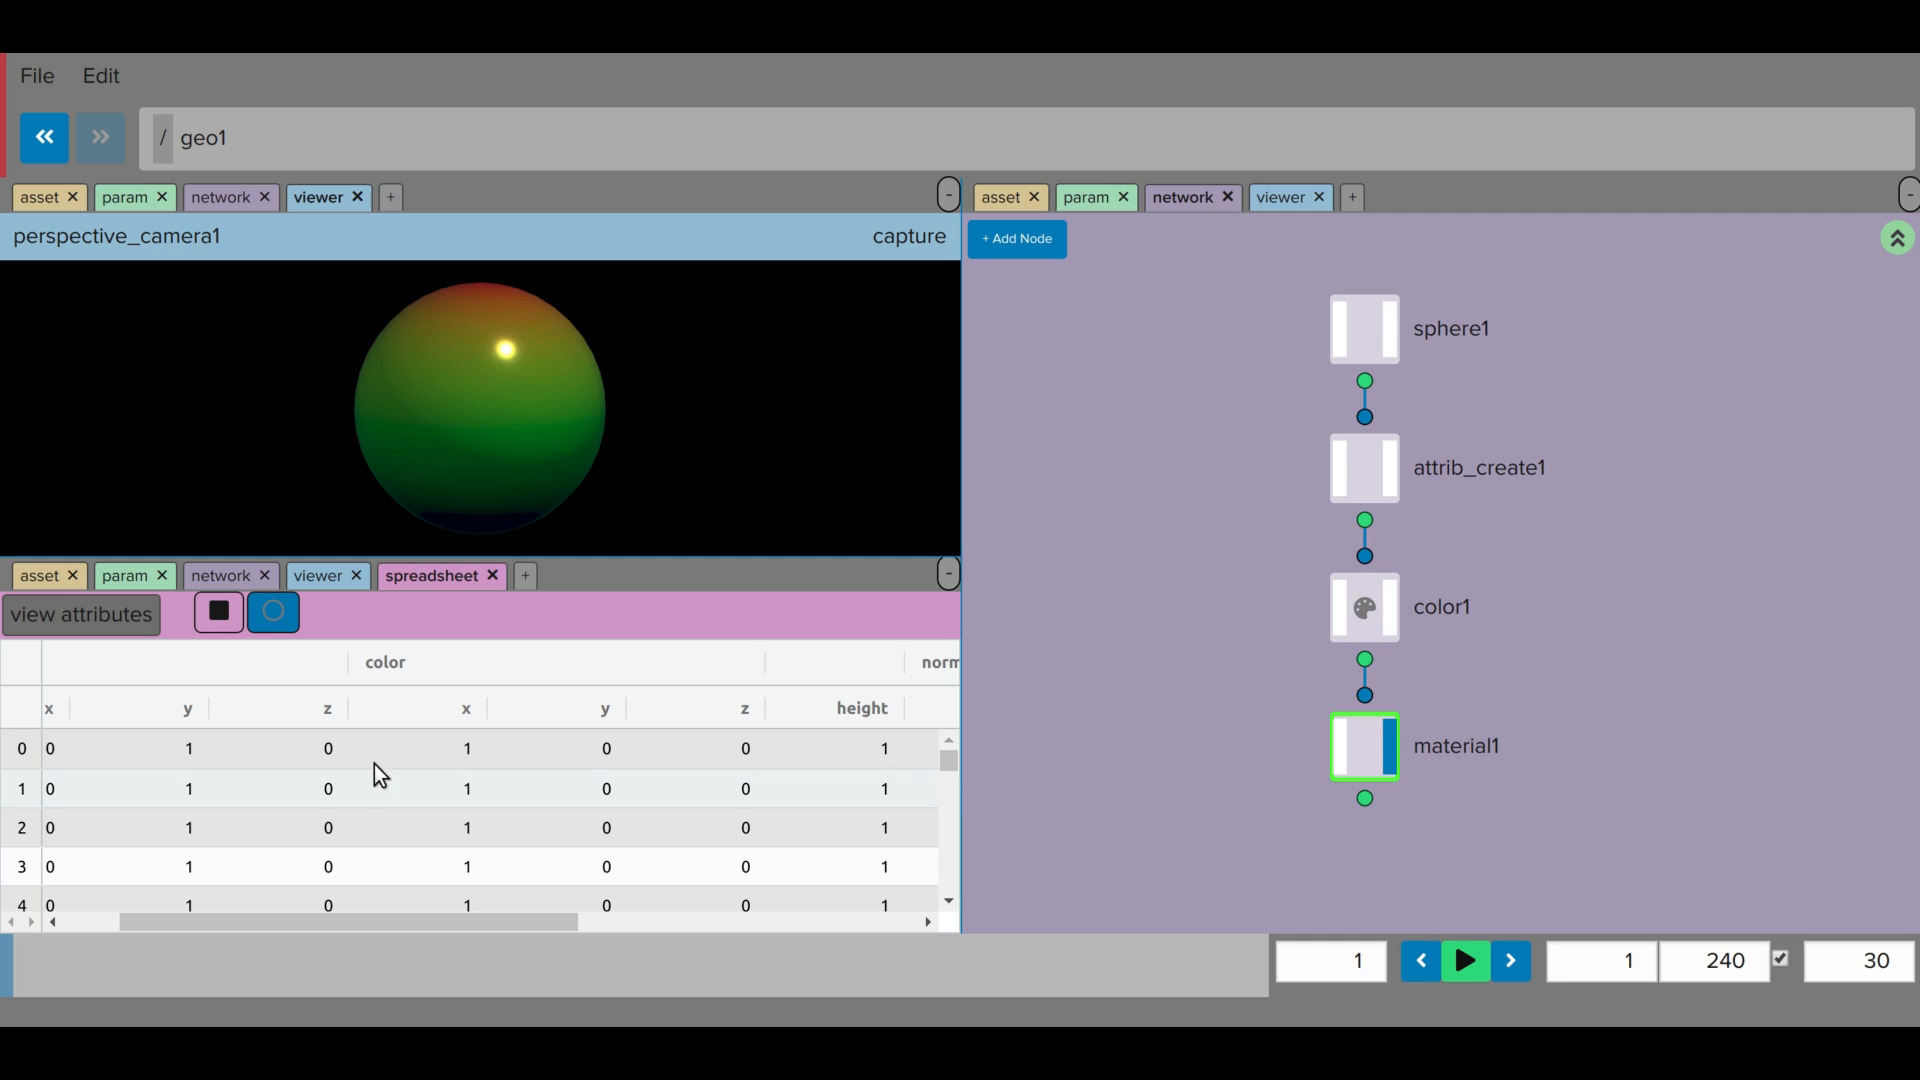 File Edit
/ geo1
asset param network viewer +
asset param network viewer +
perspective_camera1 capture
+ Add Node
sphere1
attrib_create1
color1
material1
asset param network viewer spreadsheet +
view attributes
color norm
x y z x y z height
0 0 1 0 1 0 0 1
1 0 1 0 1 0 0 1
2 0 1 0 1 0 0 1
3 0 1 0 1 0 0 1
4 0 1 0 1 0 0 1
1 1 240 30